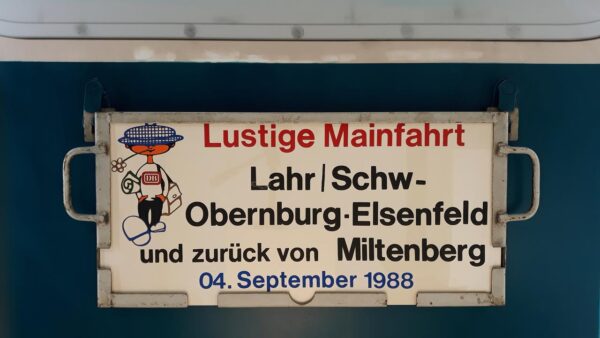 Lustige Mainfahrt
DB
Lahr/Schw-
Obernburg·Elsenfeld
und zurück von Miltenberg
04. September 1988